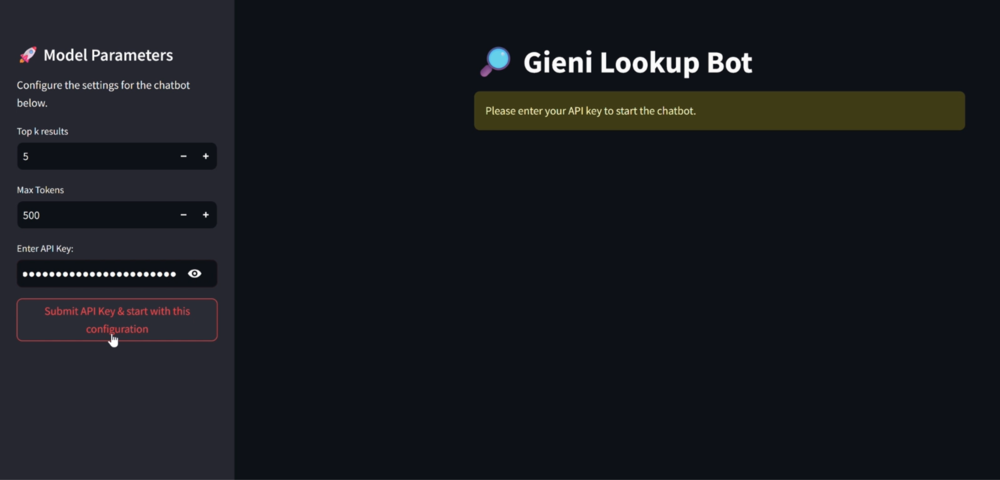 Model Parameters
Configure the settings for the chatbot
below.
Top k results
5
Max Tokens
500
Enter API Key:
Submit API Key & start with this
configuration
Gieni Lookup Bot
Please enter your API key to start the chatbot.